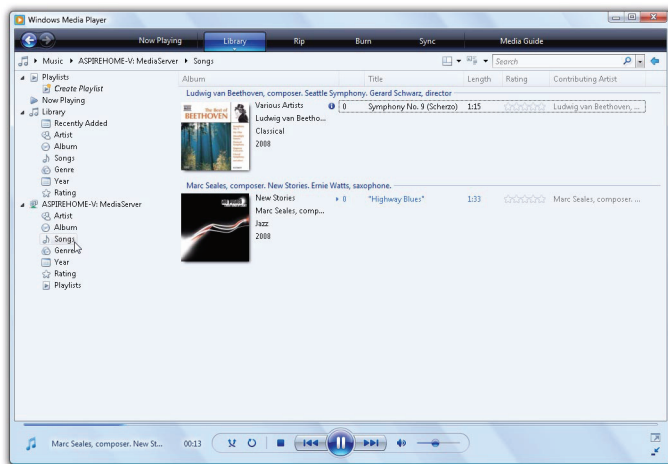 Windows Media Player
Now Playing Library Rip Burn Sync Media Guide
Music ▸ ASPIREHOME-V: MediaServer ▸ Songs
Search
Playlists
Create Playlist
Now Playing
Library
Recently Added
Artist
Album
Songs
Genre
Year
Rating
ASPIREHOME-V: MediaServer
Artist
Album
Songs
Genre
Year
Rating
Playlists
Album Title Length Rating Contributing Artist
Ludwig van Beethoven, composer. Seattle Symphony. Gerard Schwarz, director
The Best of
BEETHOVEN
Various Artists 0 Symphony No. 9 (Scherzo) 1:15 Ludwig van Beethoven, ...
Ludwig van Beetho...
Classical
2008
Marc Seales, composer. New Stories. Ernie Watts, saxophone.
New Stories 0 "Highway Blues" 1:33 Marc Seales, composer. ...
Marc Seales, comp...
Jazz
2008
Marc Seales, composer. New St... 00:13